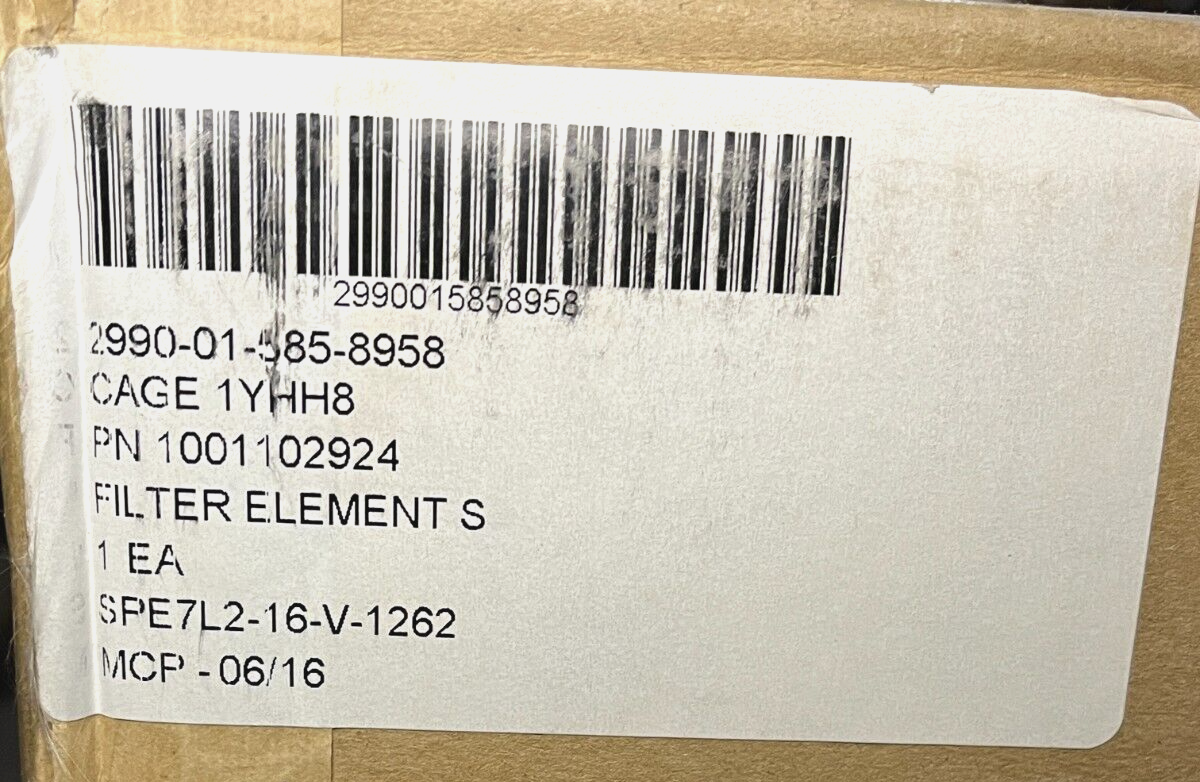 2990015858958
2990-01-585-8958
CAGE 1YHH8
PN 1001102924
FILTER ELEMENT S
1 EA
SPE7L2-16-V-1262
MCP - 06/16